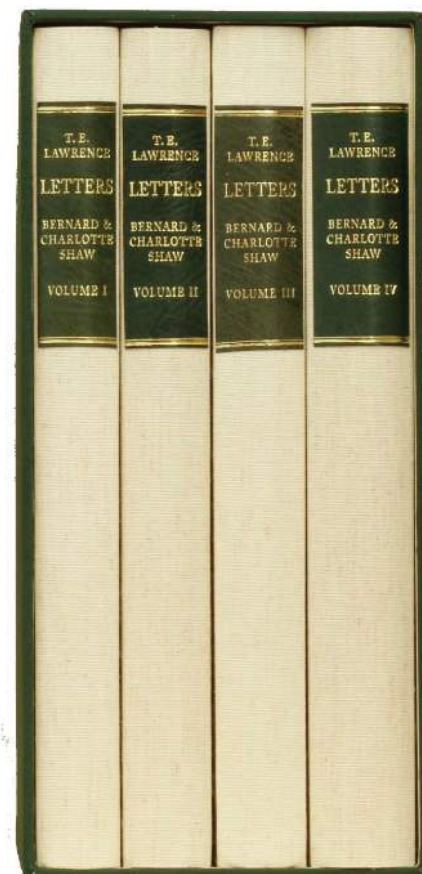 T. E.
LAWRENCE
LETTERS
BERNARD &
CHARLOTTE
SHAW
VOLUME I
T. E.
LAWRENCE
LETTERS
BERNARD &
CHARLOTTE
SHAW
VOLUME II
T. E.
LAWRENCE
LETTERS
BERNARD &
CHARLOTTE
SHAW
VOLUME III
T. E.
LAWRENCE
LETTERS
BERNARD &
CHARLOTTE
SHAW
VOLUME IV